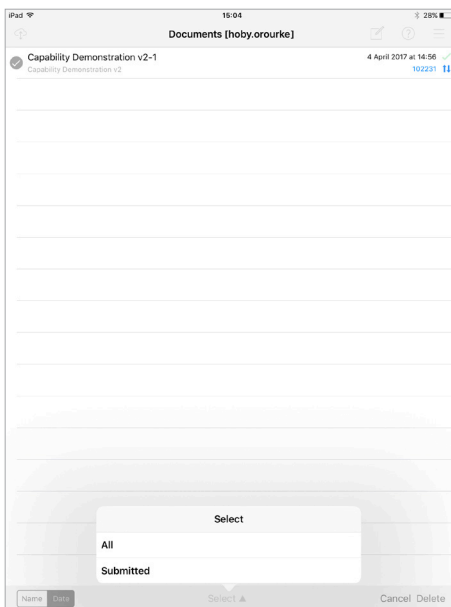 iPad 15:04 28%
Documents [hoby.orourke]
Capability Demonstration v2-1 4 April 2017 at 14:56
Capability Demonstration v2 102231
Select
All
Submitted
Name Date Select ▲ Cancel Delete